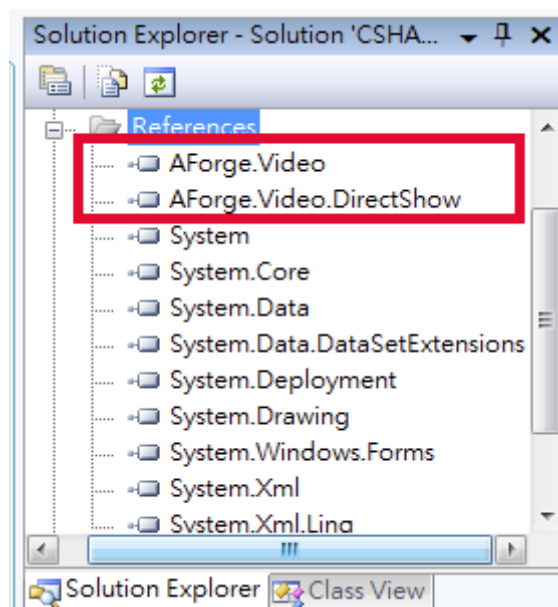 Solution Explorer - Solution 'CSHA...
References
AForge.Video
AForge.Video.DirectShow
System
System.Core
System.Data
System.Data.DataSetExtensions
System.Deployment
System.Drawing
System.Windows.Forms
System.Xml
System.Xml.Linq
Solution Explorer Class View